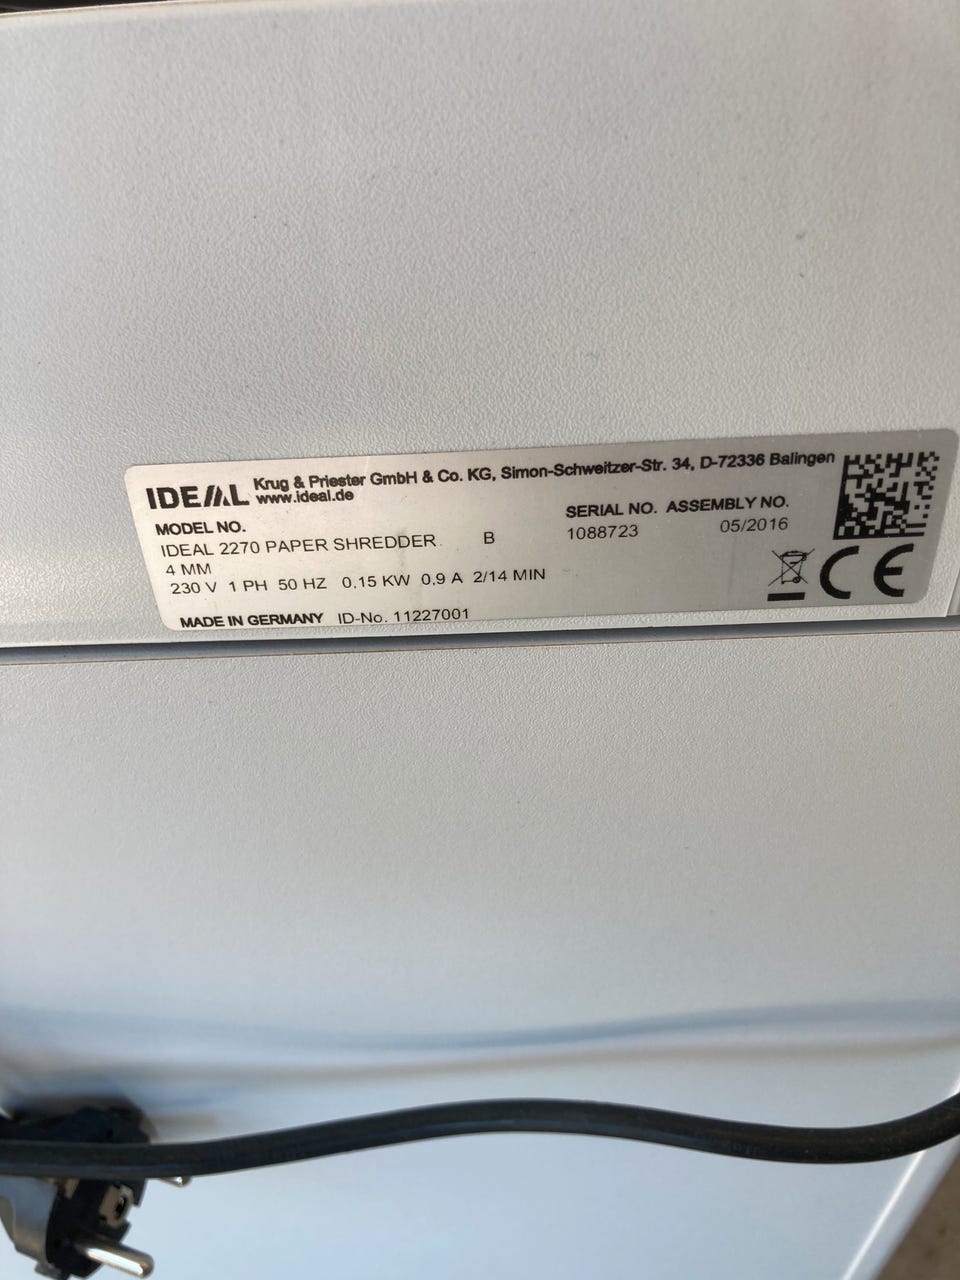 IDEAL Krug & Priester GmbH & Co. KG, Simon-Schweitzer-Str. 34, D-72336 Balingen
www.ideal.de
MODEL NO. SERIAL NO. ASSEMBLY NO.
IDEAL 2270 PAPER SHREDDER B 1088723 05/2016
4 MM
230 V 1 PH 50 HZ 0,15 KW 0,9 A 2/14 MIN
CE
MADE IN GERMANY ID-No. 11227001